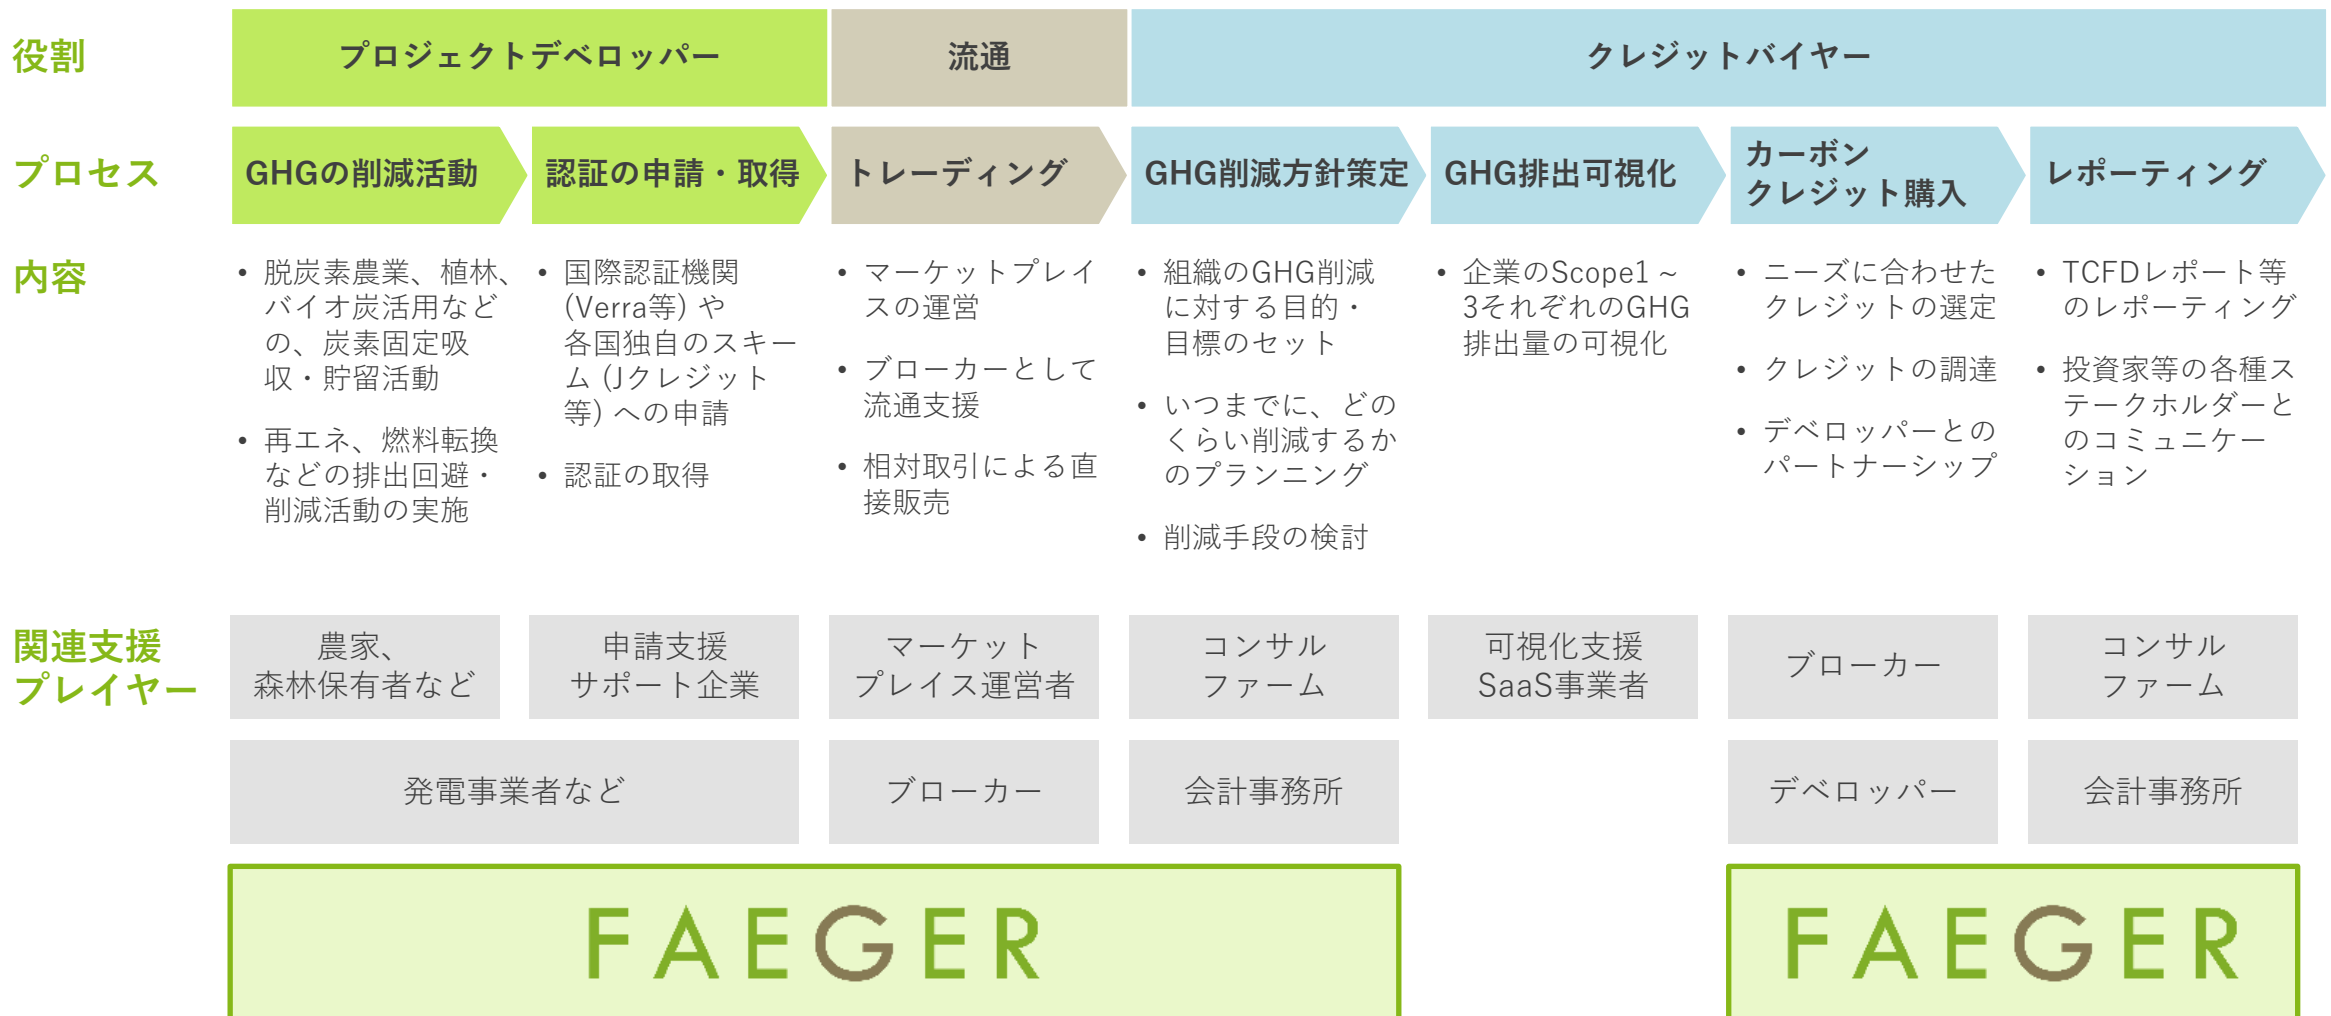 役割
プロジェクトデベロッパー
流通
クレジットバイヤー
プロセス
GHGの削減活動
認証の申請・取得
トレーディング
GHG削減方針策定
GHG排出可視化
カーボン
クレジット購入
レポーティング
内容
• 脱炭素農業、植林、
バイオ炭活用など
の、炭素固定吸
収・貯留活動
• 再エネ、燃料転換
などの排出回避・
削減活動の実施
• 国際認証機関
(Verra等) や
各国独自のスキー
ム (Jクレジット
等) への申請
• 認証の取得
• マーケットプレイ
スの運営
• ブローカーとして
流通支援
• 相対取引による直
接販売
• 組織のGHG削減
に対する目的・
目標のセット
• いつまでに、どの
くらい削減するか
のプランニング
• 削減手段の検討
• 企業のScope1 ~
3それぞれのGHG
排出量の可視化
• ニーズに合わせた
クレジットの選定
• クレジットの調達
• デベロッパーとの
パートナーシップ
• TCFDレポート等
のレポーティング
• 投資家等の各種ス
テークホルダーと
のコミュニケー
ション
関連支援
プレイヤー
農家、
森林保有者など
申請支援
サポート企業
マーケット
プレイス運営者
コンサル
ファーム
可視化支援
SaaS事業者
ブローカー
コンサル
ファーム
発電事業者など
ブローカー
会計事務所
デベロッパー
会計事務所
FAEGER
FAEGER